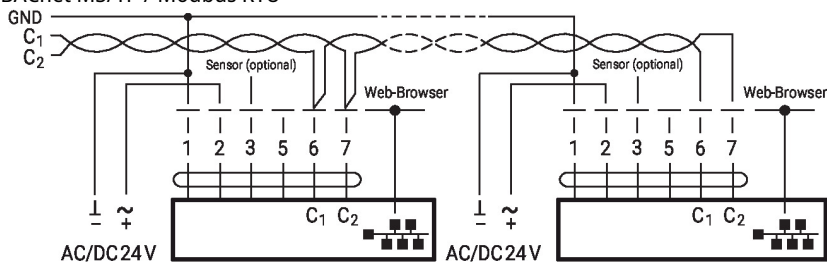 BACnet MS/TP / Modbus RTU
GND
C1
C2
Sensor (optional)
Sensor (optional)
Web-Browser
Web-Browser
1 2 3 5 6 7
1 2 3 5 6 7
⊥ ~
– +
C1 C2
⊥ ~
– +
C1 C2
AC/DC 24 V
AC/DC 24 V